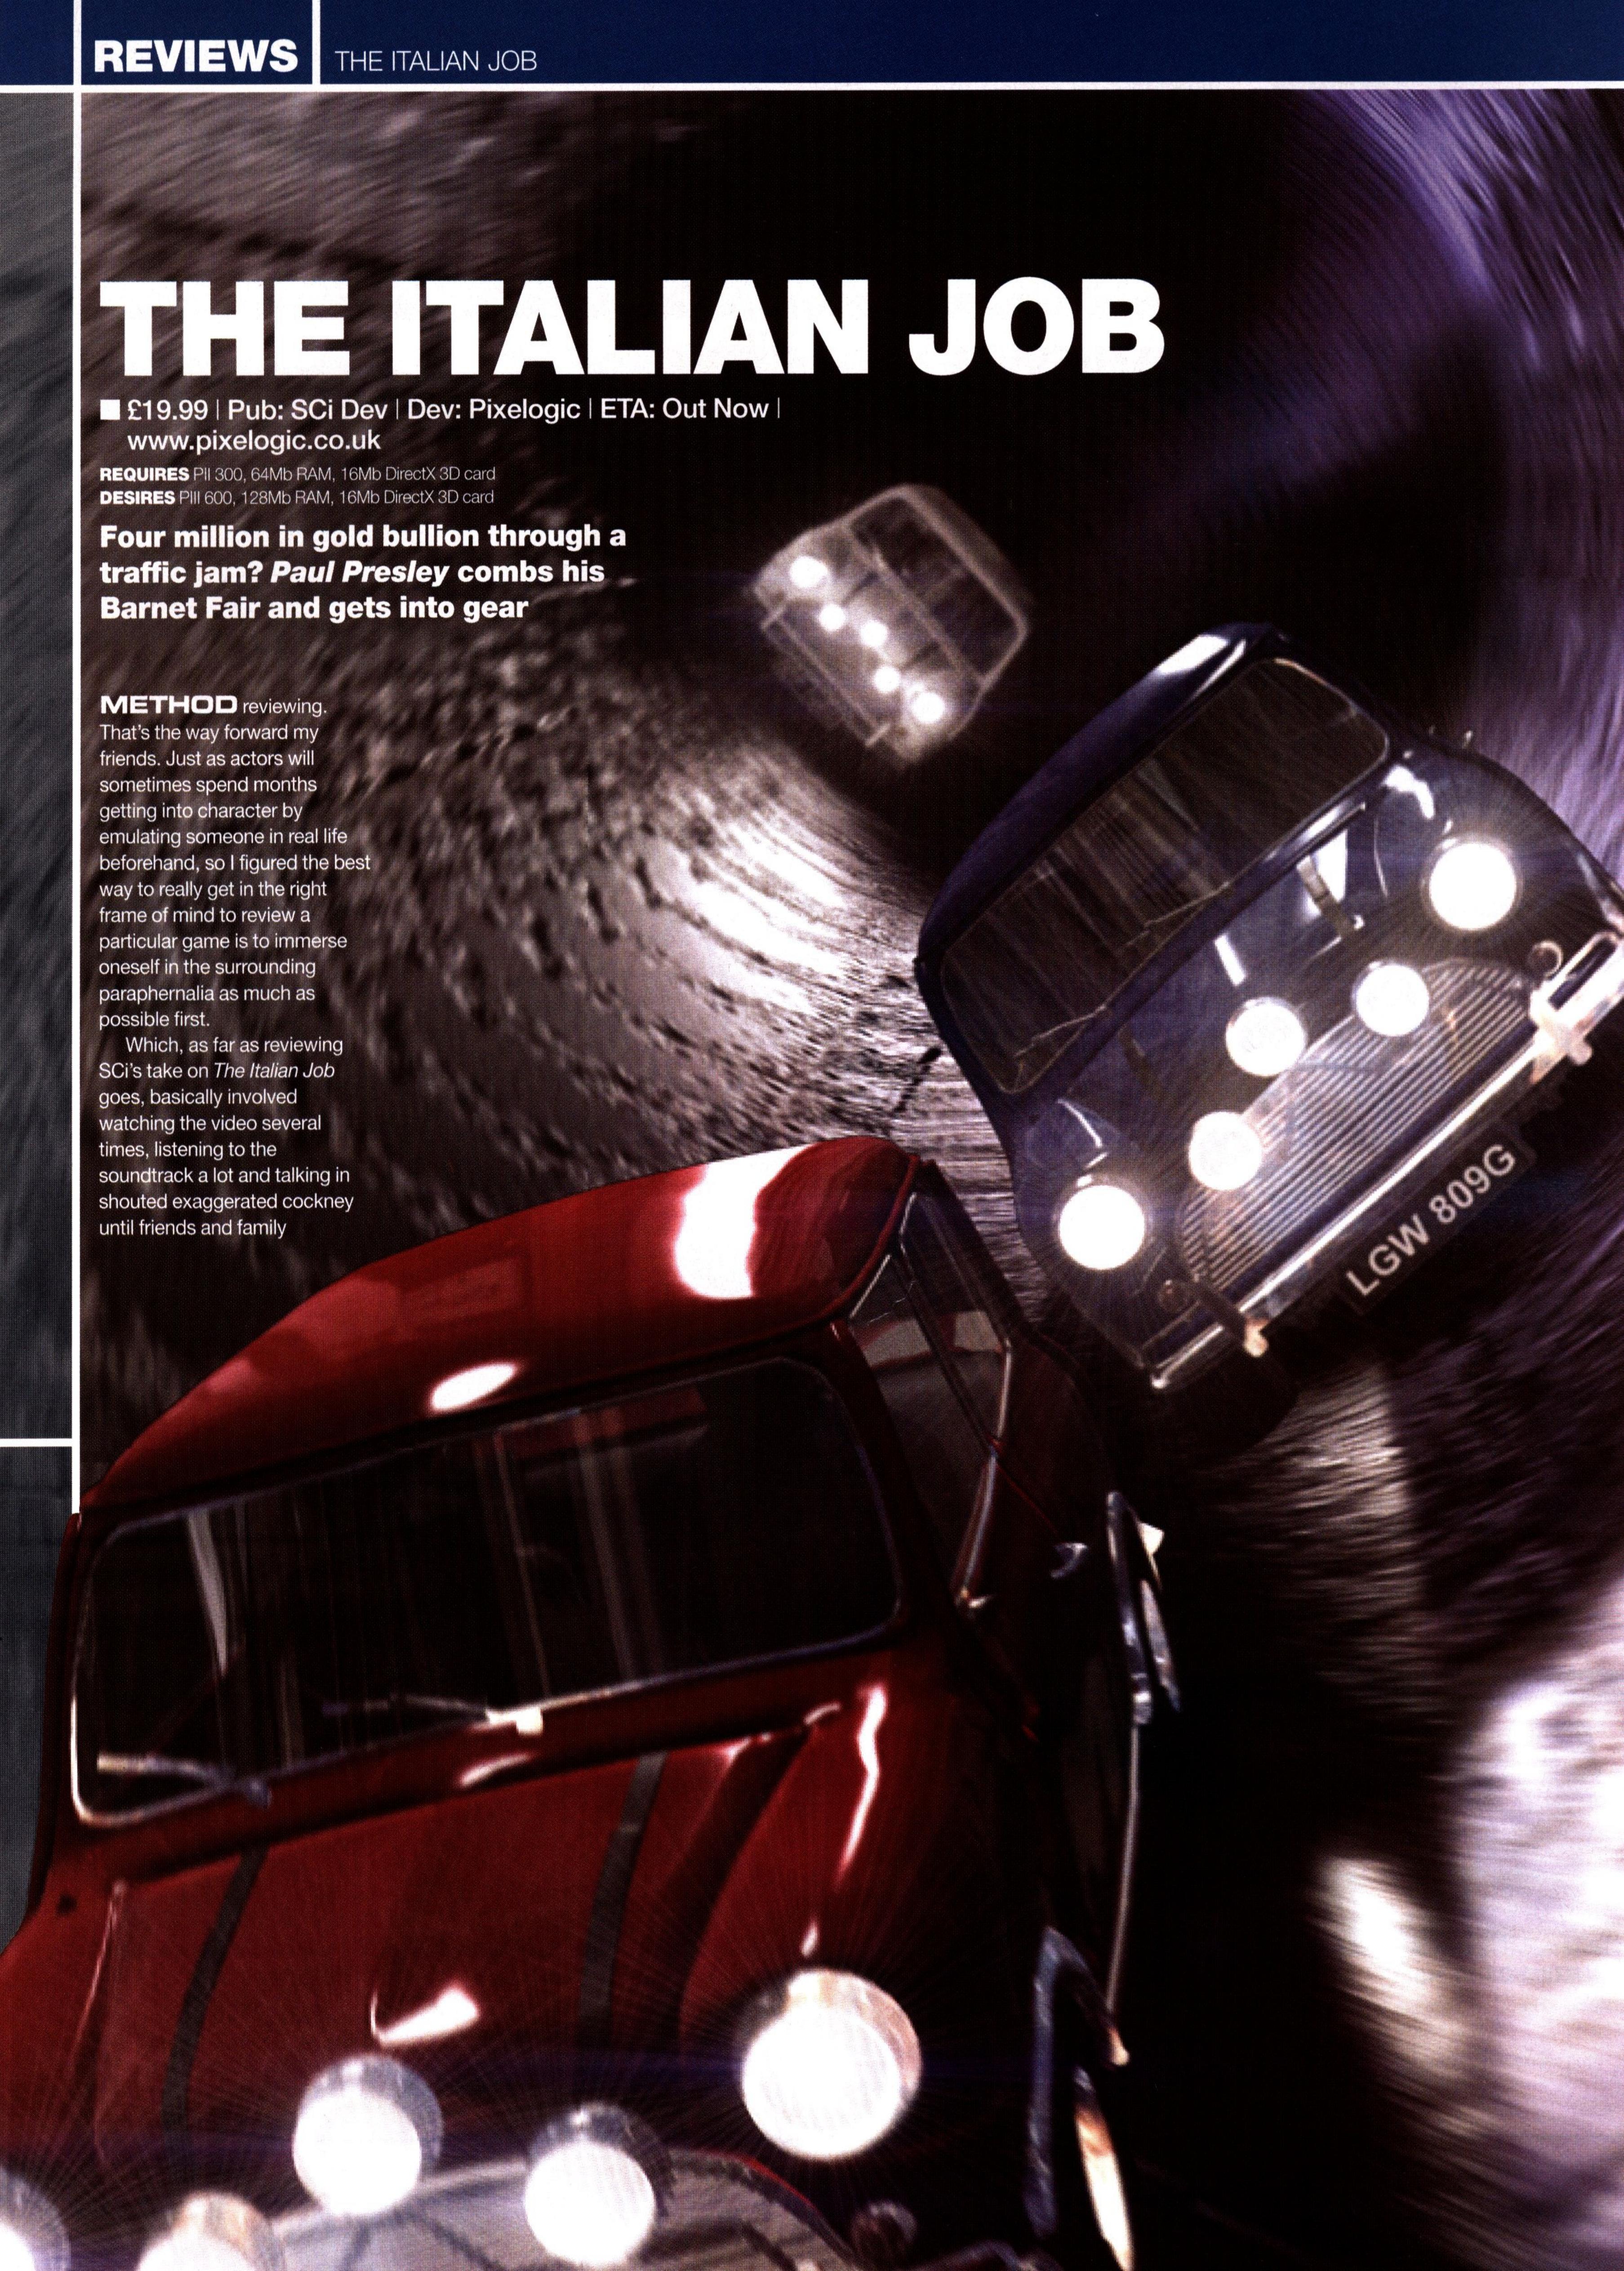 REVIEWS
THE ITALIAN JOB
THE ITALIAN JOB
■ £19.99 | Pub: SCi Dev | Dev: Pixelogic | ETA: Out Now |
www.pixelogic.co.uk
REQUIRES PII 300, 64Mb RAM, 16Mb DirectX 3D card
DESIRES PIII 600, 128Mb RAM, 16Mb DirectX 3D card
Four million in gold bullion through a
traffic jam? Paul Presley combs his
Barnet Fair and gets into gear
METHOD reviewing.
That's the way forward my
friends. Just as actors will
sometimes spend months
getting into character by
emulating someone in real life
beforehand, so I figured the best
way to really get in the right
frame of mind to review a
particular game is to immerse
oneself in the surrounding
paraphernalia as much as
possible first.
Which, as far as reviewing
SCi's take on The Italian Job
goes, basically involved
watching the video several
times, listening to the
soundtrack a lot and talking in
shouted exaggerated cockney
until friends and family
LGW 809G